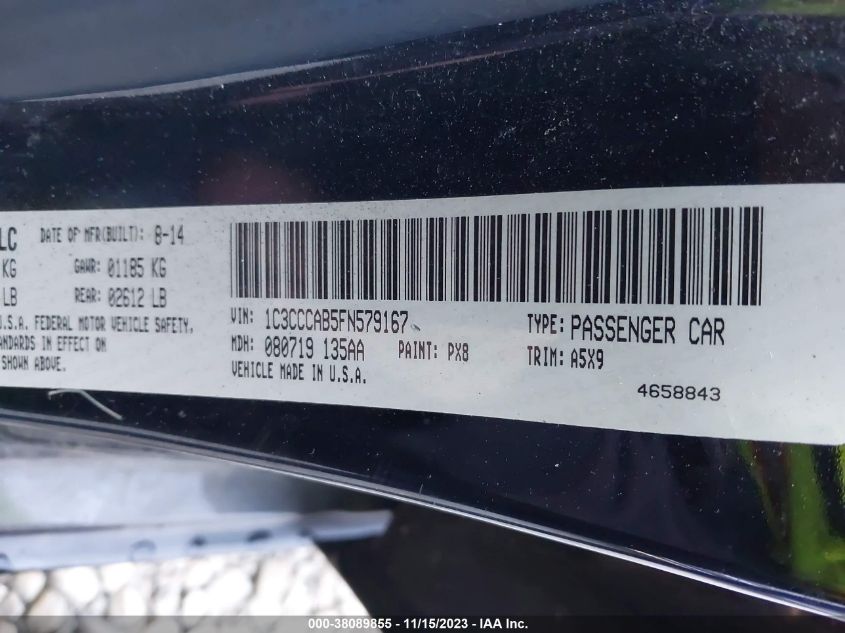 LC DATE OF MFR(BUILT): 8-14
KG GAWR: 01185 KG
LB REAR: 02612 LB
U.S.A. FEDERAL MOTOR VEHICLE SAFETY
IN EFFECT ON
SHOWN ABOVE.
VIN: 1C3CCCAB5FN579167 TYPE: PASSENGER CAR
MDH: 080719 135AA PAINT: PX8 TRIM: A5X9
VEHICLE MADE IN U.S.A.
4658843
000-38089855 - 11/15/2023 - IAA Inc.